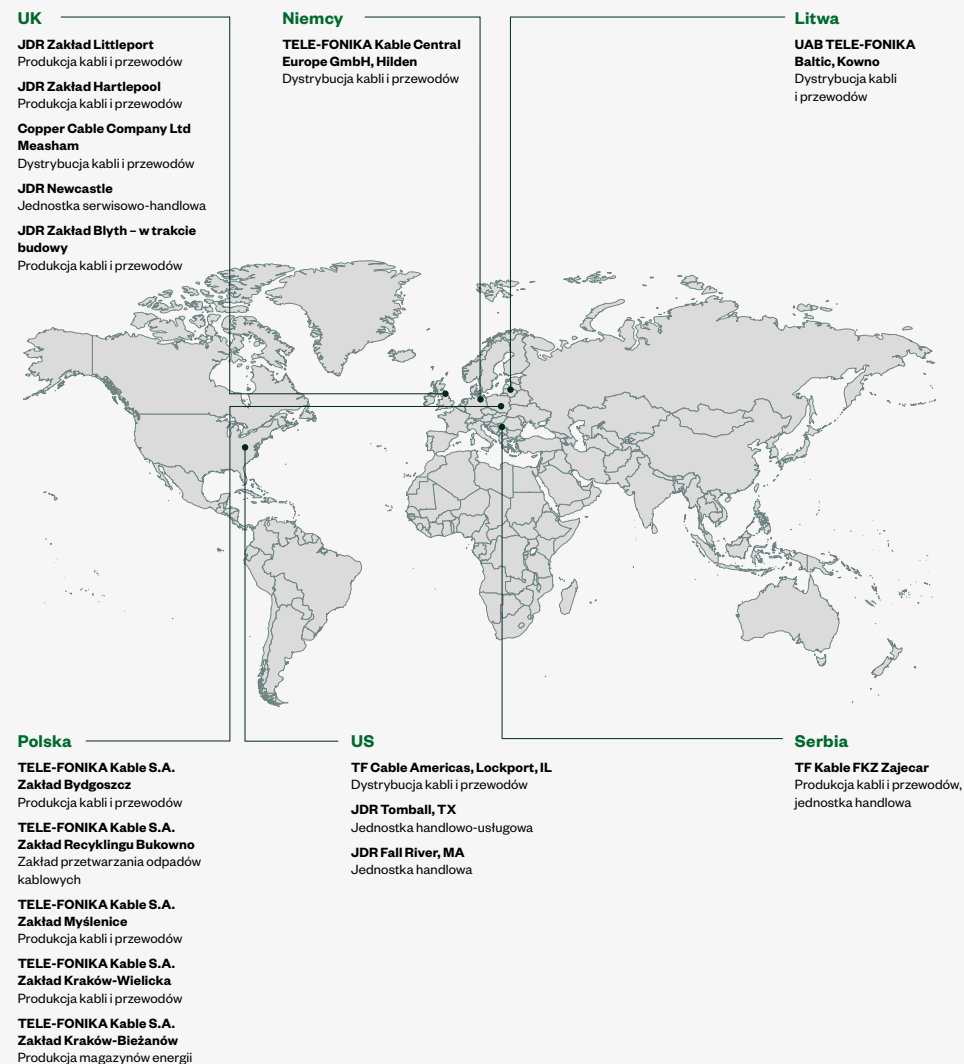 UK
JDR Zakład Littleport
Produkcja kabli i przewodów
JDR Zakład Hartlepool
Produkcja kabli i przewodów
Copper Cable Company Ltd
Measham
Dystrybucja kabli i przewodów
JDR Newcastle
Jednostka serwisowo-handlowa
JDR Zakład Blyth – w trakcie
budowy
Produkcja kabli i przewodów
Niemcy
TELE-FONIKA Kable Central
Europe GmbH, Hilden
Dystrybucja kabli i przewodów
Litwa
UAB TELE-FONIKA
Baltic, Kowno
Dystrybucja kabli
i przewodów
Polska
TELE-FONIKA Kable S.A.
Zakład Bydgoszcz
Produkcja kabli i przewodów
TELE-FONIKA Kable S.A.
Zakład Recyklingu Bukowno
Zakład przetwarzania odpadów
kablowych
TELE-FONIKA Kable S.A.
Zakład Myślenice
Produkcja kabli i przewodów
TELE-FONIKA Kable S.A.
Zakład Kraków-Wielicka
Produkcja kabli i przewodów
TELE-FONIKA Kable S.A.
Zakład Kraków-Bieżanów
Produkcja magazynów energii
US
TF Cable Americas, Lockport, IL
Dystrybucja kabli i przewodów
JDR Tomball, TX
Jednostka handlowo-usługowa
JDR Fall River, MA
Jednostka handlowa
Serbia
TF Kable FKZ Zajecar
Produkcja kabli i przewodów,
jednostka handlowa